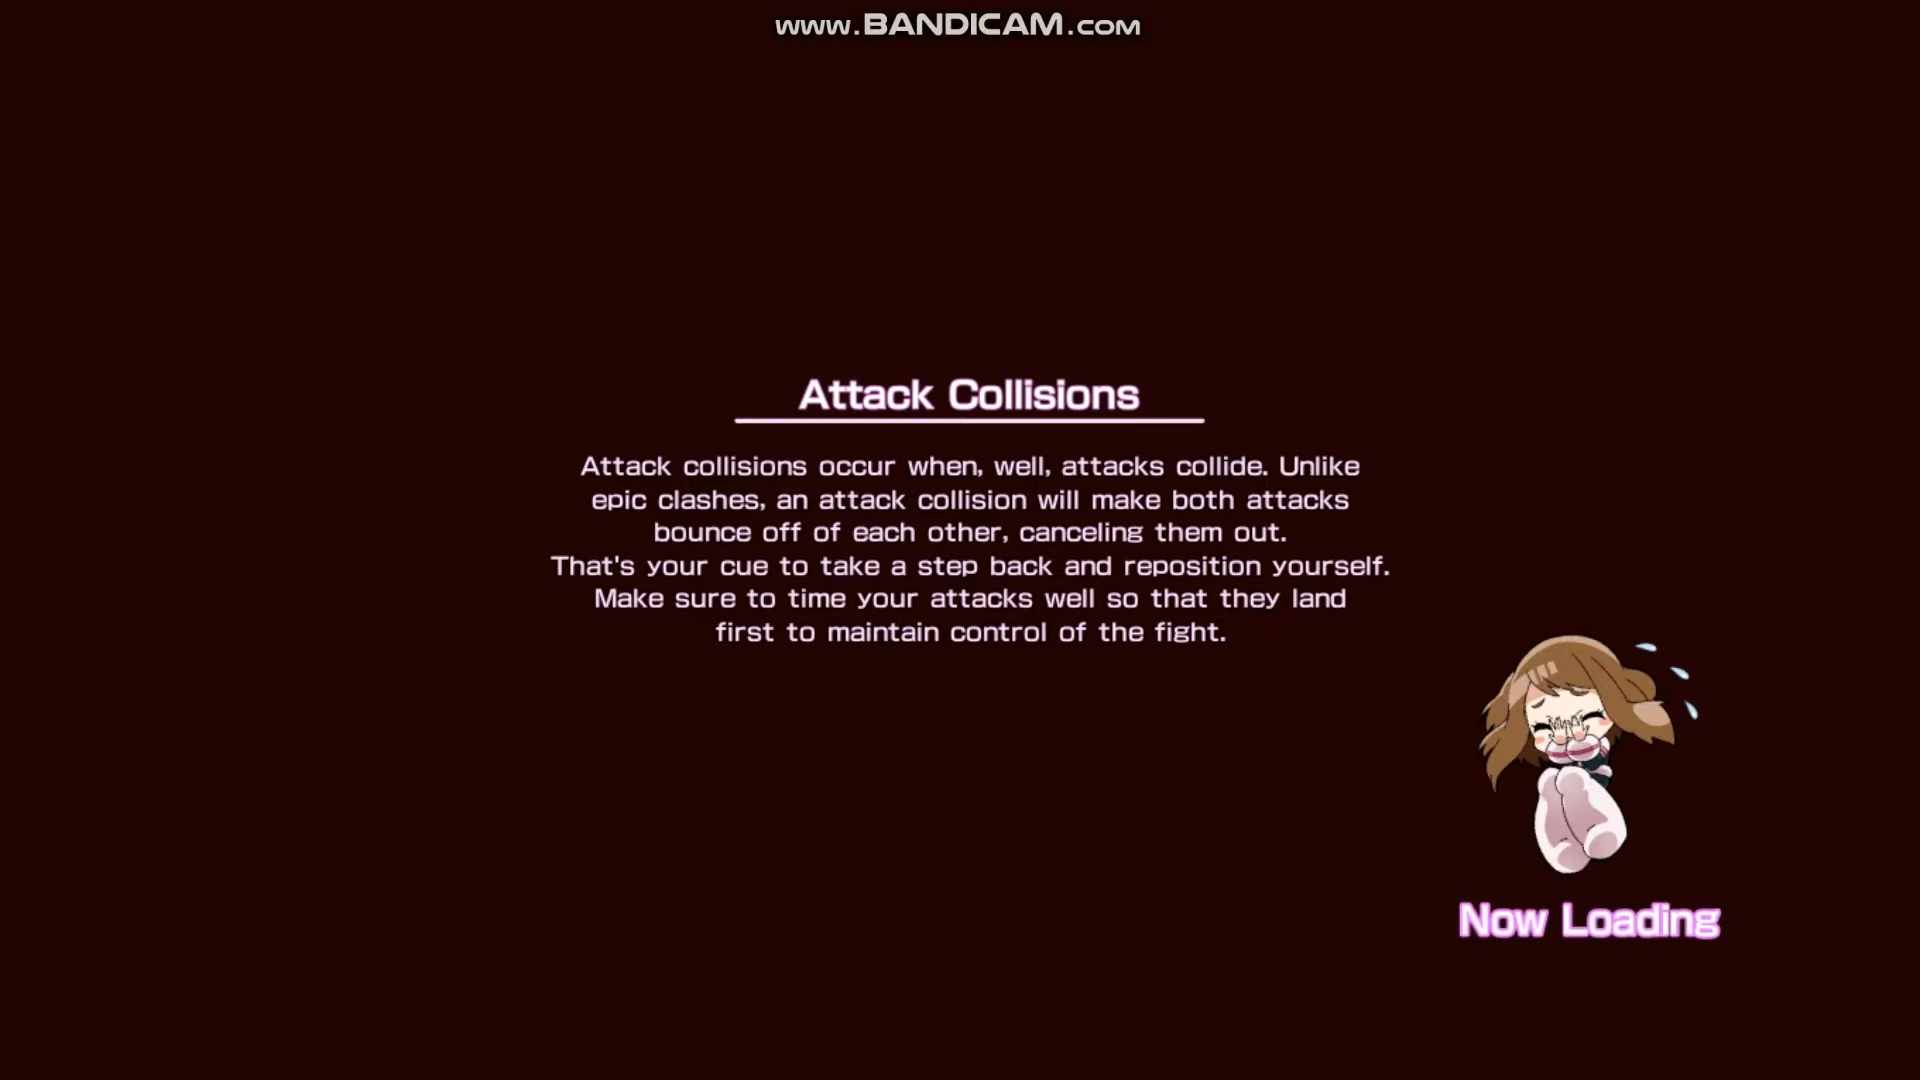 www.BANDICAM.com
Attack Collisions
Attack collisions occur when, well, attacks collide. Unlike
epic clashes, an attack collision will make both attacks
bounce off of each other, canceling them out.
That's your cue to take a step back and reposition yourself.
Make sure to time your attacks well so that they land
first to maintain control of the fight.
Now Loading